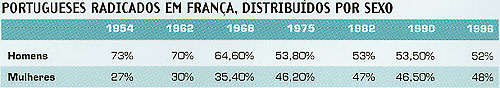 PORTUGUESES RADICADOS EM FRANÇA, DISTRIBUÍDOS POR SEXO
1954 1962 1968 1975 1982 1990 1996
Homens 73% 70% 64,60% 53,80% 53% 53,50% 52%
Mulheres 27% 30% 35,40% 46,20% 47% 46,50% 48%